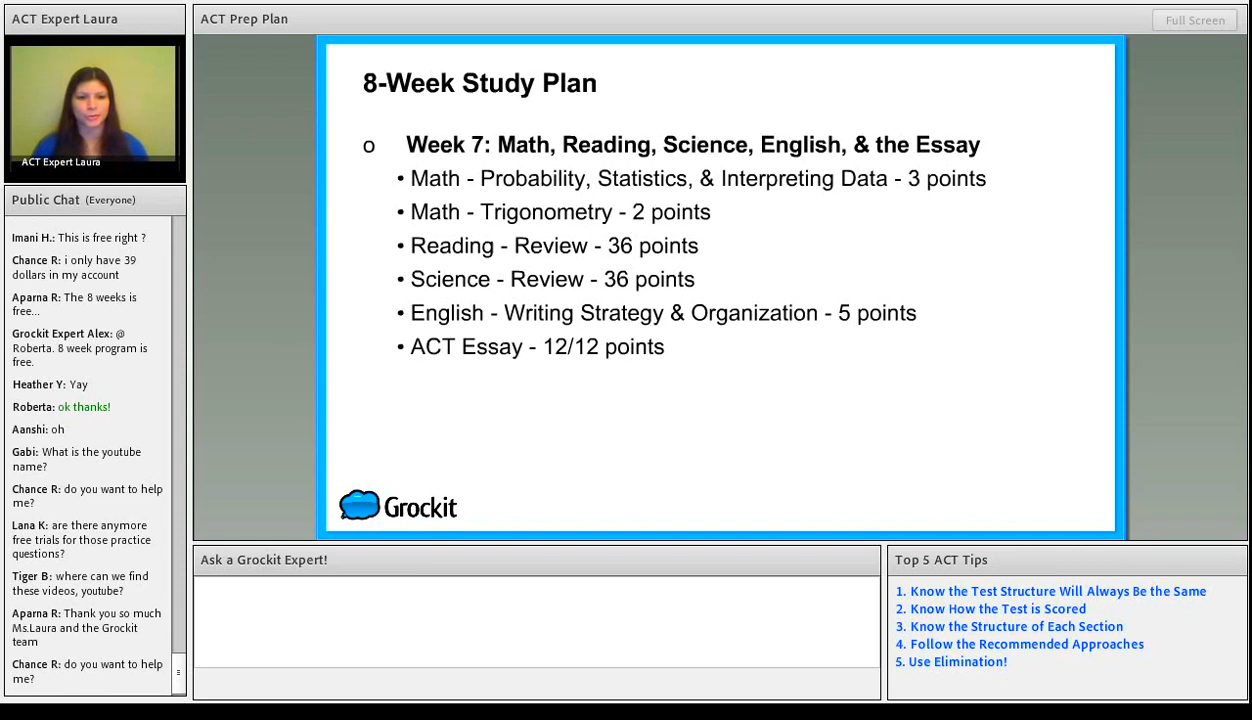 ACT Expert Laura
ACT Expert Laura
Public Chat (Everyone)
Imani H.: This is free right ?
Chance R: i only have 39
dollars in my account
Aparna R: The 8 weeks is
free...
Grockit Expert Alex: @
Roberta. 8 week program is
free.
Heather Y: Yay
Roberta: ok thanks!
Aanshi: oh
Gabi: What is the youtube
name?
Chance R: do you want to help
me?
Lana K: are there anymore
free trials for those practice
questions?
Tiger B: where can we find
these videos, youtube?
Aparna R: Thank you so much
Ms.Laura and the Grockit
team
Chance R: do you want to help
me?
ACT Prep Plan
Full Screen
8-Week Study Plan
o Week 7: Math, Reading, Science, English, & the Essay
• Math - Probability, Statistics, & Interpreting Data - 3 points
• Math - Trigonometry - 2 points
• Reading - Review - 36 points
• Science - Review - 36 points
• English - Writing Strategy & Organization - 5 points
• ACT Essay - 12/12 points
Grockit
Ask a Grockit Expert!
Top 5 ACT Tips
1. Know the Test Structure Will Always Be the Same
2. Know How the Test is Scored
3. Know the Structure of Each Section
4. Follow the Recommended Approaches
5. Use Elimination!